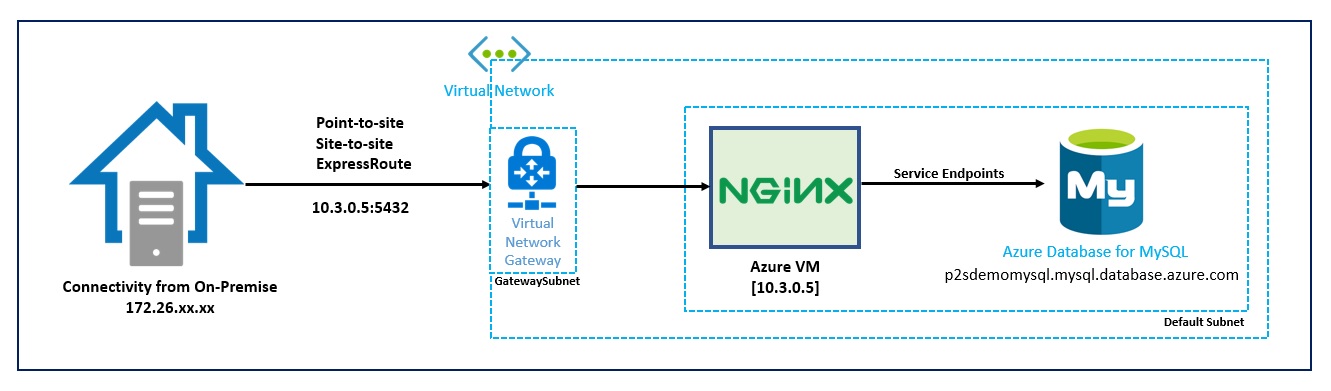 Virtual Network
Point-to-site
Site-to-site
ExpressRoute
10.3.0.5:5432
Connectivity from On-Premise
172.26.xx.xx
Virtual
Network
Gateway
GatewaySubnet
NGiNX
Azure VM
[10.3.0.5]
Service Endpoints
My
Azure Database for MySQL
p2sdemomysql.mysql.database.azure.com
Default Subnet